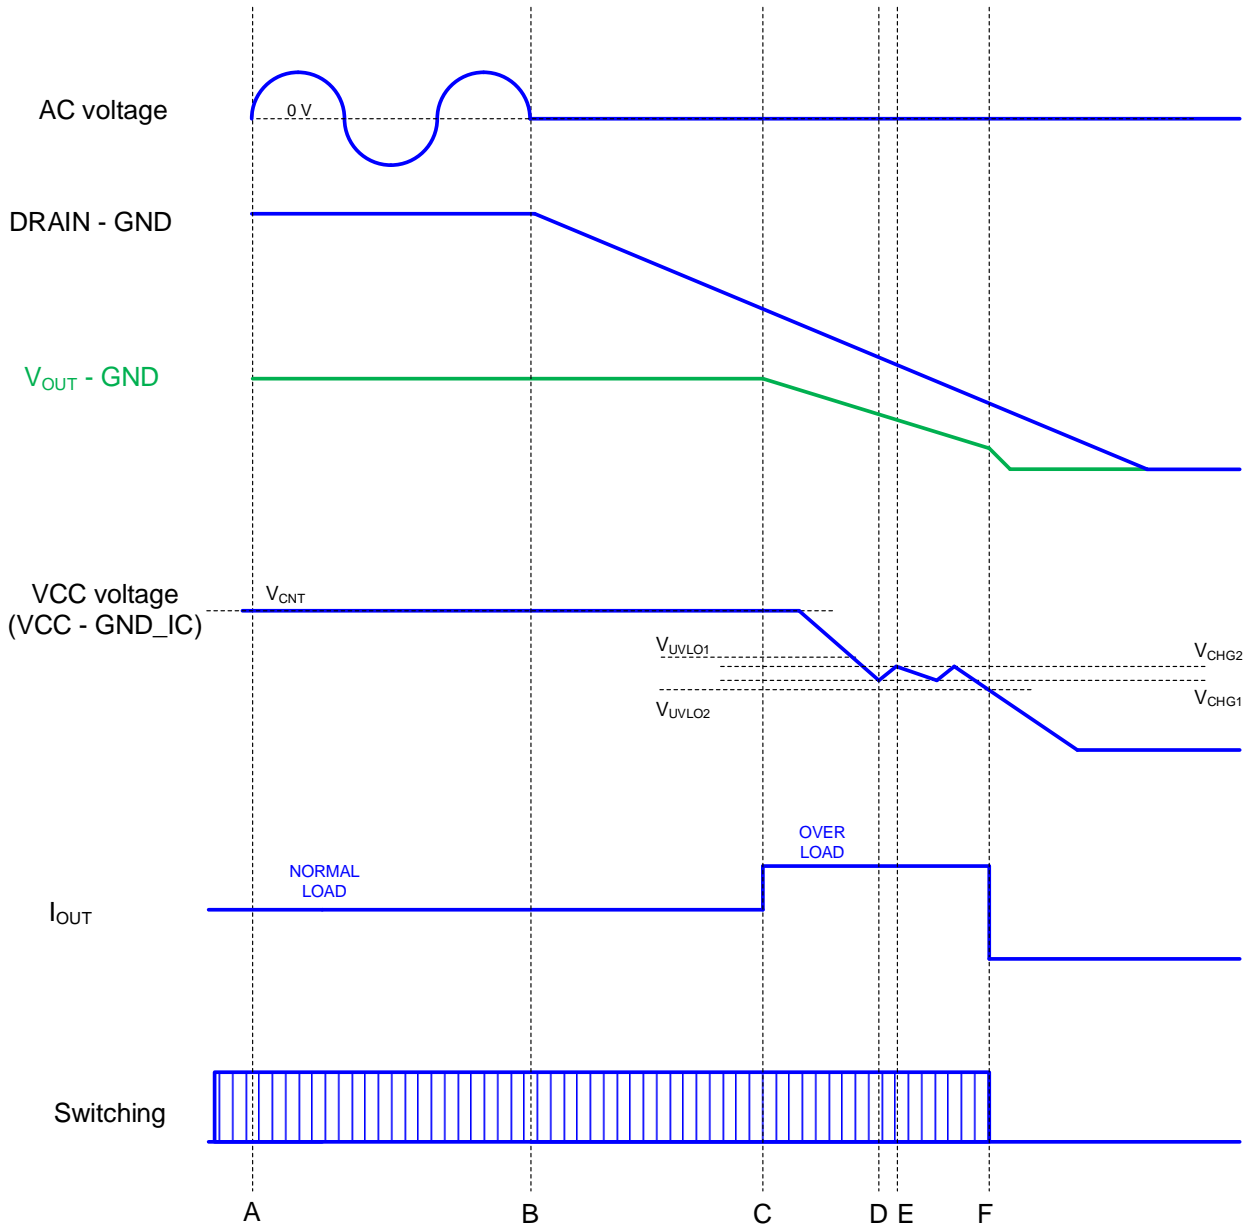 AC voltage
0 V
DRAIN - GND
VOUT - GND
VCC voltage
(VCC - GND_IC)
VCNT
VUVLO1
VCHG2
VUVLO2
VCHG1
OVER
LOAD
NORMAL
LOAD
IOUT
Switching
A B C D E F